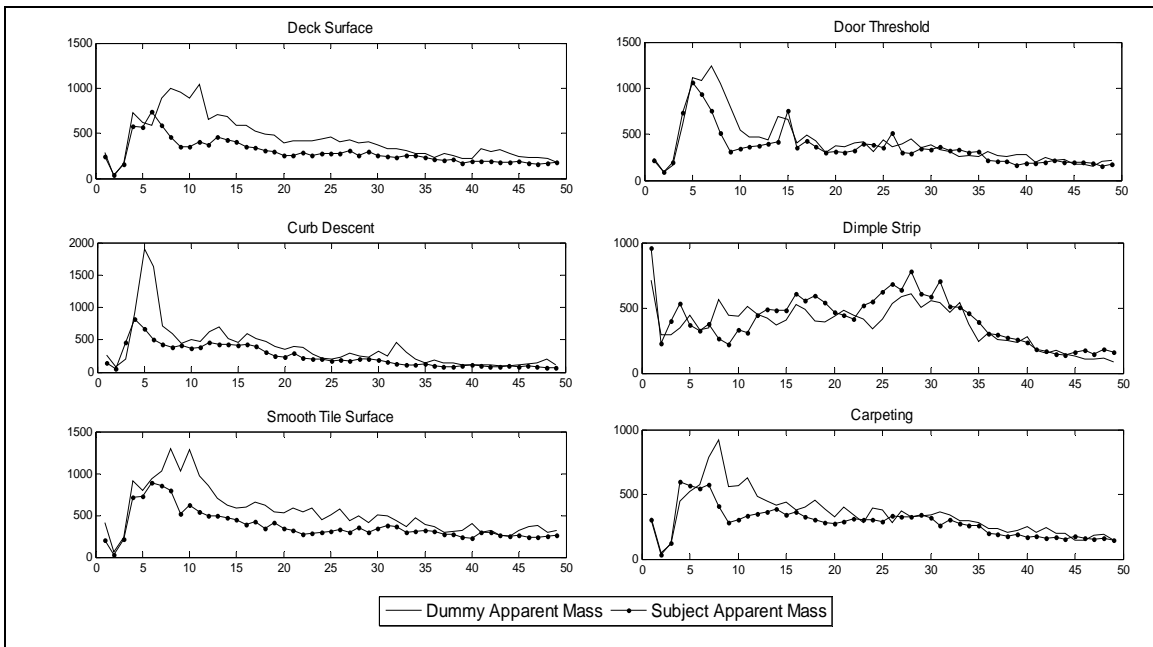 Deck Surface
1500
1000
500
0
0 5 10 15 20 25 30 35 40 45 50
Door Threshold
1500
1000
500
0
0 5 10 15 20 25 30 35 40 45 50
Curb Descent
2000
1500
1000
500
0
0 5 10 15 20 25 30 35 40 45 50
Dimple Strip
1000
500
0
0 5 10 15 20 25 30 35 40 45 50
Smooth Tile Surface
1500
1000
500
0
0 5 10 15 20 25 30 35 40 45 50
Carpeting
1000
500
0
0 5 10 15 20 25 30 35 40 45 50
Dummy Apparent Mass Subject Apparent Mass